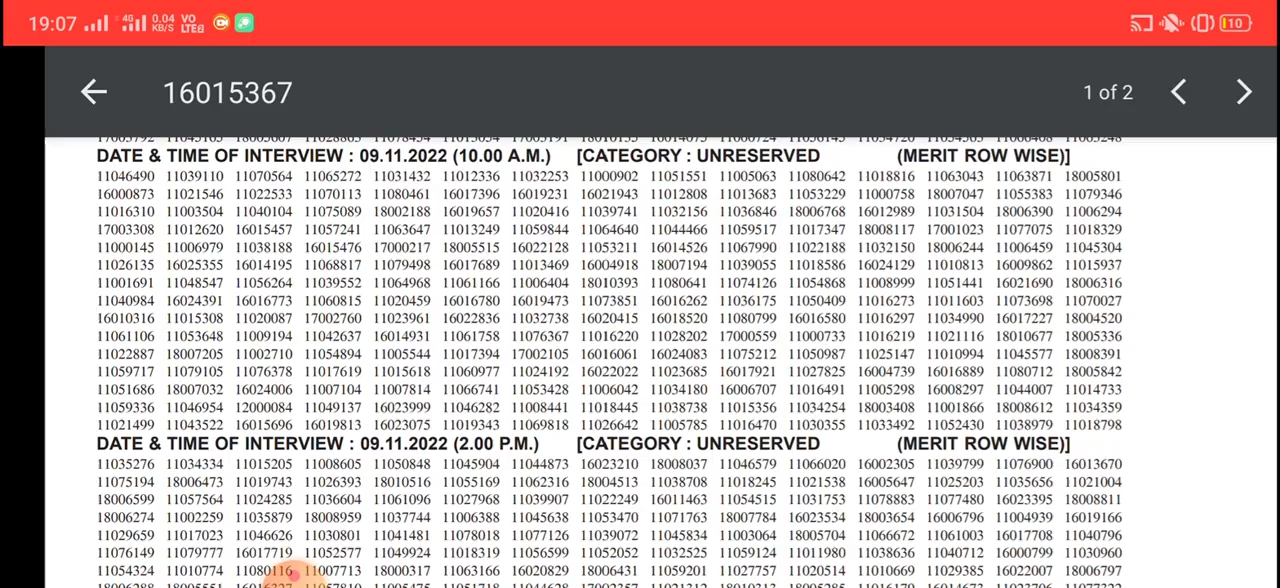 19:07 4G 0.04 KB/S VO LTE2 10
16015367 1 of 2
DATE & TIME OF INTERVIEW : 09.11.2022 (10.00 A.M.) [CATEGORY : UNRESERVED (MERIT ROW WISE)]
11046490 11039110 11070564 11065272 11031432 11012336 11032253 11000902 11051551 11005063 11080642 11018816 11063043 11063871 18005801
16000873 11021546 11022533 11070113 11080461 16017396 16019231 16021943 11012808 11013683 11053229 11000758 18007047 11055383 11079346
11016310 11003504 11040104 11075089 18002188 16019657 11020416 11039741 11032156 11036846 18006768 16012989 11031504 18006390 11006294
17003308 11012620 16015457 11057241 11063647 11013249 11059844 11064640 11044466 11059517 11017347 18008117 17001023 11077075 11018329
11000145 11006979 11038188 16015476 17000217 18005515 16022128 11053211 16014526 11067990 11022188 11032150 18006244 11006459 11045304
11026135 16025355 16014195 11068817 11079498 16017689 11013469 16004918 18007194 11039055 11018586 16024129 11010813 16009862 11015937
11001691 11048547 11056264 11039552 11064968 11061166 11006404 18010393 11080641 11074126 11054868 11008999 11051441 16021690 18006316
11040984 16024391 16016773 11060815 11020459 16016780 16019473 11073851 16016262 11036175 11050409 11016273 11011603 11073698 11070027
16010316 11015308 11020087 17002760 11023961 16022836 11032738 16020415 16018520 11080799 16016580 11016297 11034990 16017227 18004520
11061106 11053648 11009194 11042637 16014931 11061758 11076367 11016220 11028202 17000559 11000733 16016219 11021116 18010677 18005336
11022887 18007205 11002710 11054894 11005544 11017394 17002105 16016061 16024083 11075212 11050987 11025147 11010994 11045577 18008391
11059717 11079105 11076378 11017619 11015618 11060977 11024192 16022022 11023685 16017921 11027825 16004739 16016889 11080712 18005842
11051686 18007032 16024006 11007104 11007814 11066741 11053428 11006042 11034180 16006707 11016491 11005298 16008297 11044007 11014733
11059336 11046954 12000084 11049137 16023999 11046282 11008441 11018445 11038738 11015356 11034254 18003408 11001866 18008612 11034359
11021499 11043522 16015696 16019813 16023075 11019343 11069818 11026642 11005785 11016470 11030355 11033492 11052430 11038979 11018798
DATE & TIME OF INTERVIEW : 09.11.2022 (2.00 P.M.) [CATEGORY : UNRESERVED (MERIT ROW WISE)]
11035276 11034334 11015205 11008605 11050848 11045904 11044873 16023210 18008037 11046579 11066020 16002305 11039799 11076900 16013670
11075194 18006473 11019743 11026393 18010516 11055169 11062316 18004513 11038708 11018245 11021538 16005647 11025203 11035656 11021004
18006599 11057564 11024285 11036604 11061096 11027968 11039907 11022249 16011463 11054515 11031753 11078883 11077480 16023395 18008811
18006274 11002259 11035879 18008959 11037744 11006388 11045638 11053470 11071763 18007784 16023534 18003654 16006796 11004939 16019166
11029659 11017023 11046626 11030801 11041481 11078018 11077126 11039072 11045834 11003064 18005704 11066672 11061003 16017708 11040796
11076149 11079777 16017719 11052577 11049924 11018319 11056599 11052052 11032525 11059124 11011980 11038636 11040712 16000799 11030960
11054324 11010774 11080116 11007713 18000317 11063166 16020829 18006431 11059201 11027757 11020514 11010669 11029385 16022007 18006797